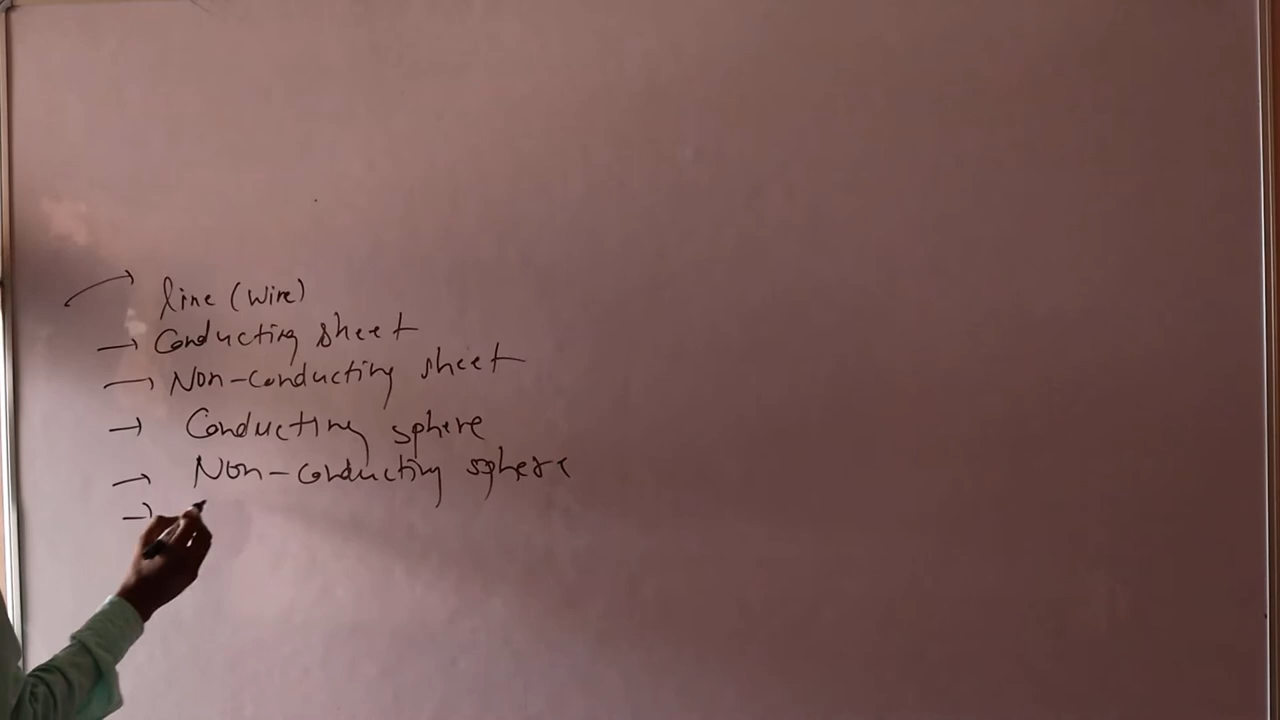 → line (wire)
→ Conducting sheet
→ Non-conducting sheet
→ Conducting sphere
→ Non-conducting sphere
→